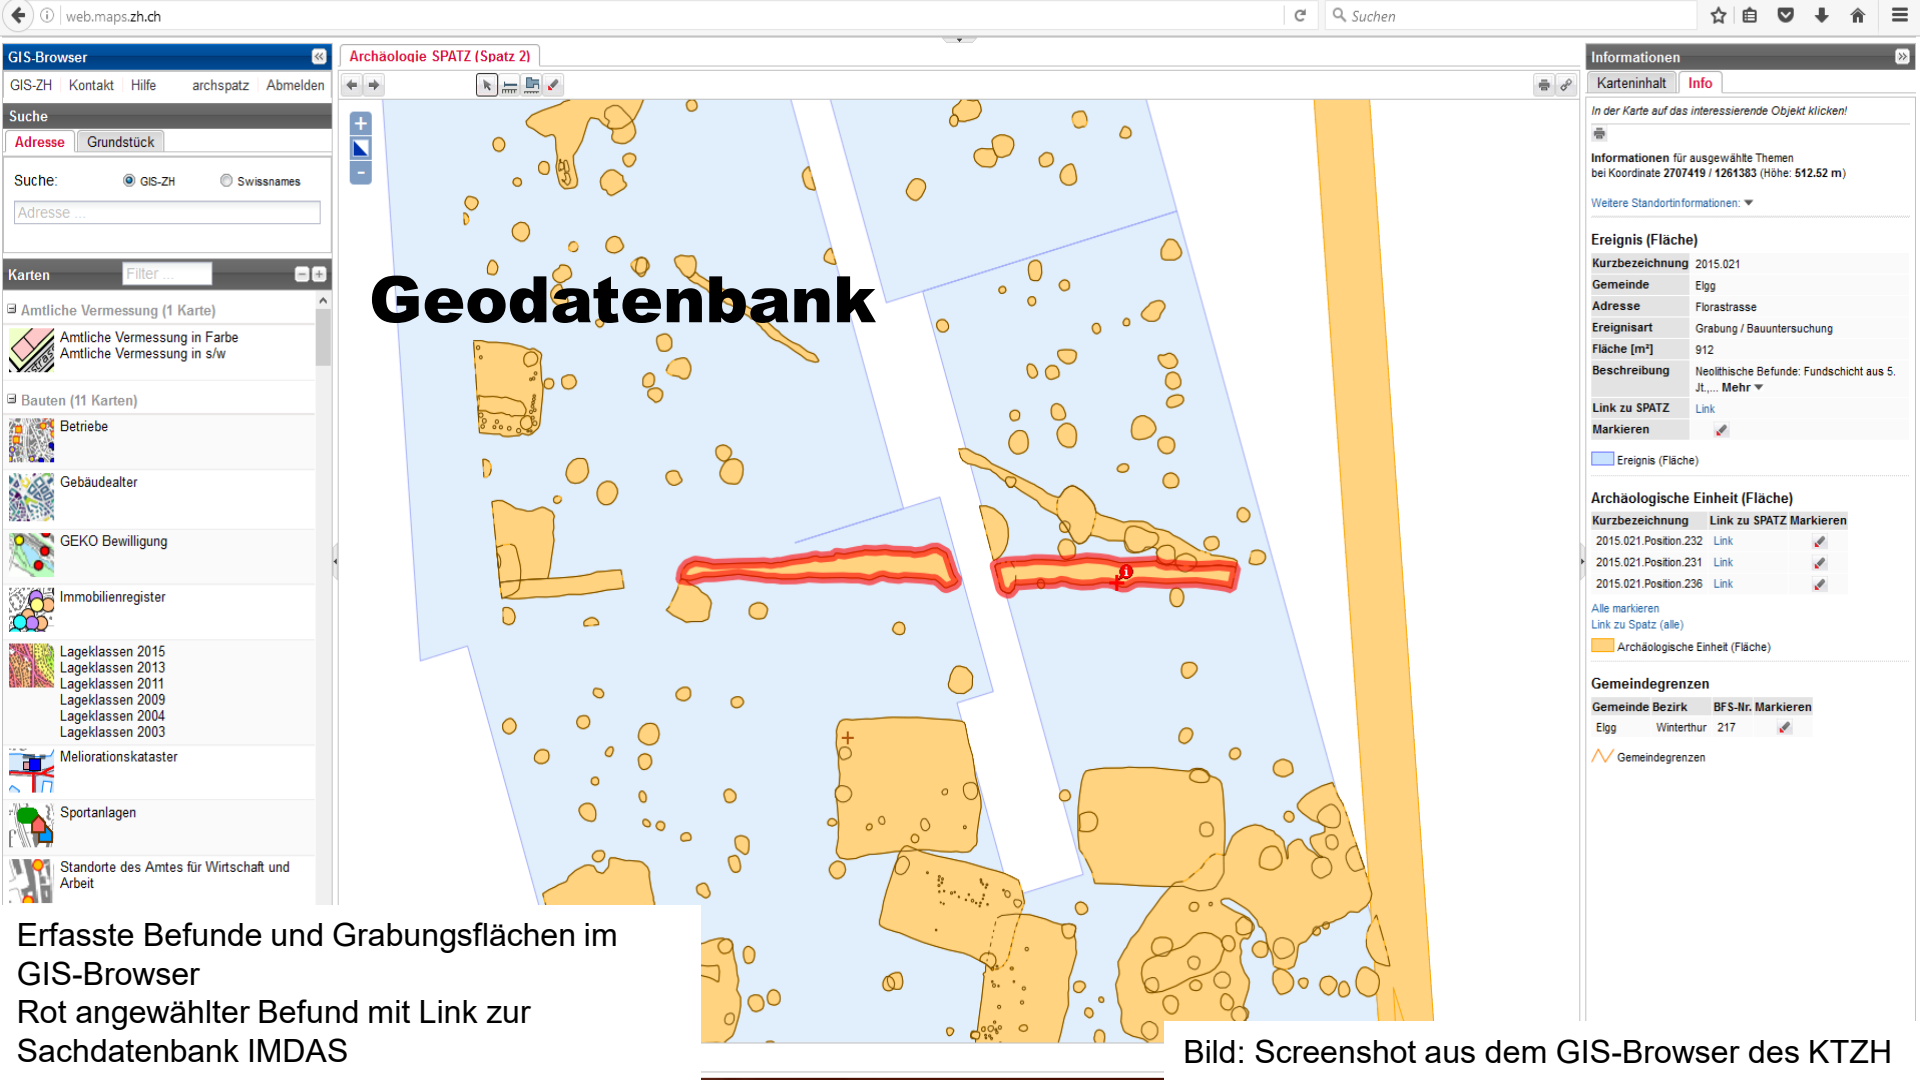 web.maps.zh.ch
Suchen
GIS-Browser
GIS-ZH Kontakt Hilfe archspatz Abmelden
Suche
Adresse Grundstück
Suche: GIS-ZH Swissnames
Adresse ...
Karten Filter ...
Amtliche Vermessung (1 Karte)
Amtliche Vermessung in Farbe
Amtliche Vermessung in s/w
Bauten (11 Karten)
Betriebe
Gebäudealter
GEKO Bewilligung
Immobilienregister
Lageklassen 2015
Lageklassen 2013
Lageklassen 2011
Lageklassen 2009
Lageklassen 2004
Lageklassen 2003
Meliorationskataster
Sportanlagen
Standorte des Amtes für Wirtschaft und
Arbeit
Archäologie SPATZ (Spatz 2)
Geodatenbank
Informationen
Karteninhalt Info
In der Karte auf das interessierende Objekt klicken!
Informationen für ausgewählte Themen
bei Koordinate 2707419 / 1261383 (Höhe: 512.52 m)
Weitere Standortinformationen:
Ereignis (Fläche)
Kurzbezeichnung 2015.021
Gemeinde Elgg
Adresse Florastrasse
Ereignisart Grabung / Bauuntersuchung
Fläche [m²] 912
Beschreibung Neolithische Befunde: Fundschicht aus 5.
Jt.,... Mehr
Link zu SPATZ Link
Markieren
Ereignis (Fläche)
Archäologische Einheit (Fläche)
Kurzbezeichnung Link zu SPATZ Markieren
2015.021.Position.232 Link
2015.021.Position.231 Link
2015.021.Position.236 Link
Alle markieren
Link zu Spatz (alle)
Archäologische Einheit (Fläche)
Gemeindegrenzen
Gemeinde Bezirk BFS-Nr. Markieren
Elgg Winterthur 217
Gemeindegrenzen
Erfasste Befunde und Grabungsflächen im
GIS-Browser
Rot angewählter Befund mit Link zur
Sachdatenbank IMDAS
Bild: Screenshot aus dem GIS-Browser des KTZH